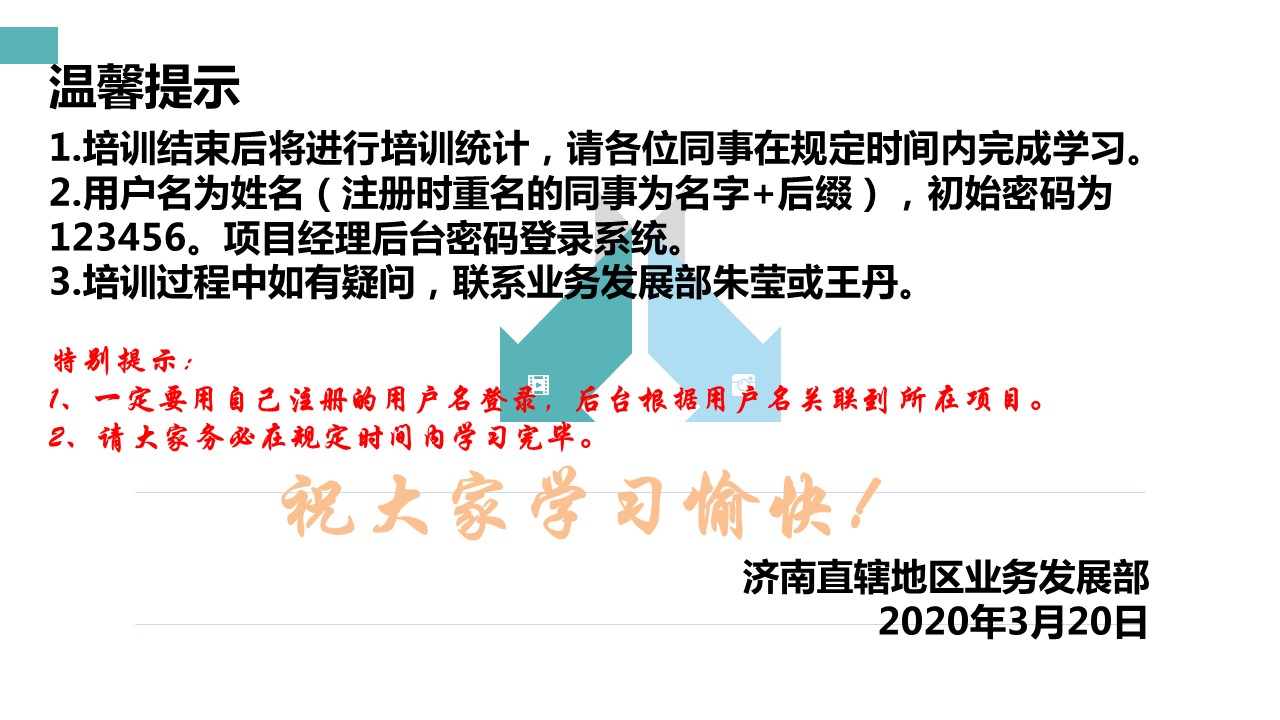 温馨提示
1.培训结束后将进行培训统计，请各位同事在规定时间内完成学习。
2.用户名为姓名（注册时重名的同事为名字+后缀），初始密码为
123456。项目经理后台密码登录系统。
3.培训过程中如有疑问，联系业务发展部朱莹或王丹。
特别提示：
1、一定要用自己注册的用户名登录，后台根据用户名关联到所在项目。
2、请大家务必在规定时间内学习完毕。
祝大家学习愉快！
济南直辖地区业务发展部
2020年3月20日